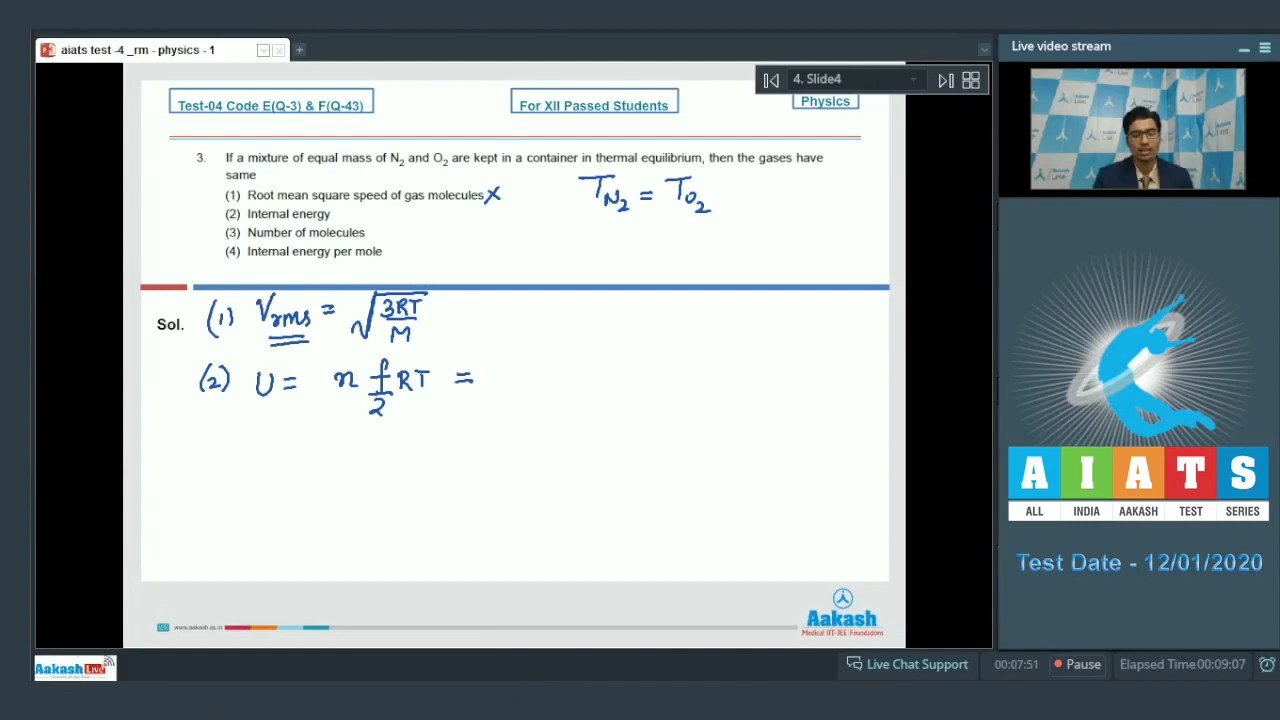 aiats test -4 _rm - physics - 1
Live video stream
4. Slide4
Test-04 Code E(Q-3) & F(Q-43)
For XII Passed Students
Physics
3. If a mixture of equal mass of N₂ and O₂ are kept in a container in thermal equilibrium, then the gases have
same
(1) Root mean square speed of gas molecules ×
(2) Internal energy
(3) Number of molecules
(4) Internal energy per mole
T_N₂ = T_O₂
Sol. (1) Vrms = √(3RT/M)
(2) U = n f/2 RT =
A I A T S
ALL INDIA AAKASH TEST SERIES
Test Date - 12/01/2020
www.aakash.ac.in
Aakash
Medical|IIT-JEE|Foundations
Aakash Live
Live Chat Support
00:07:51
Pause
Elapsed Time 00:09:07